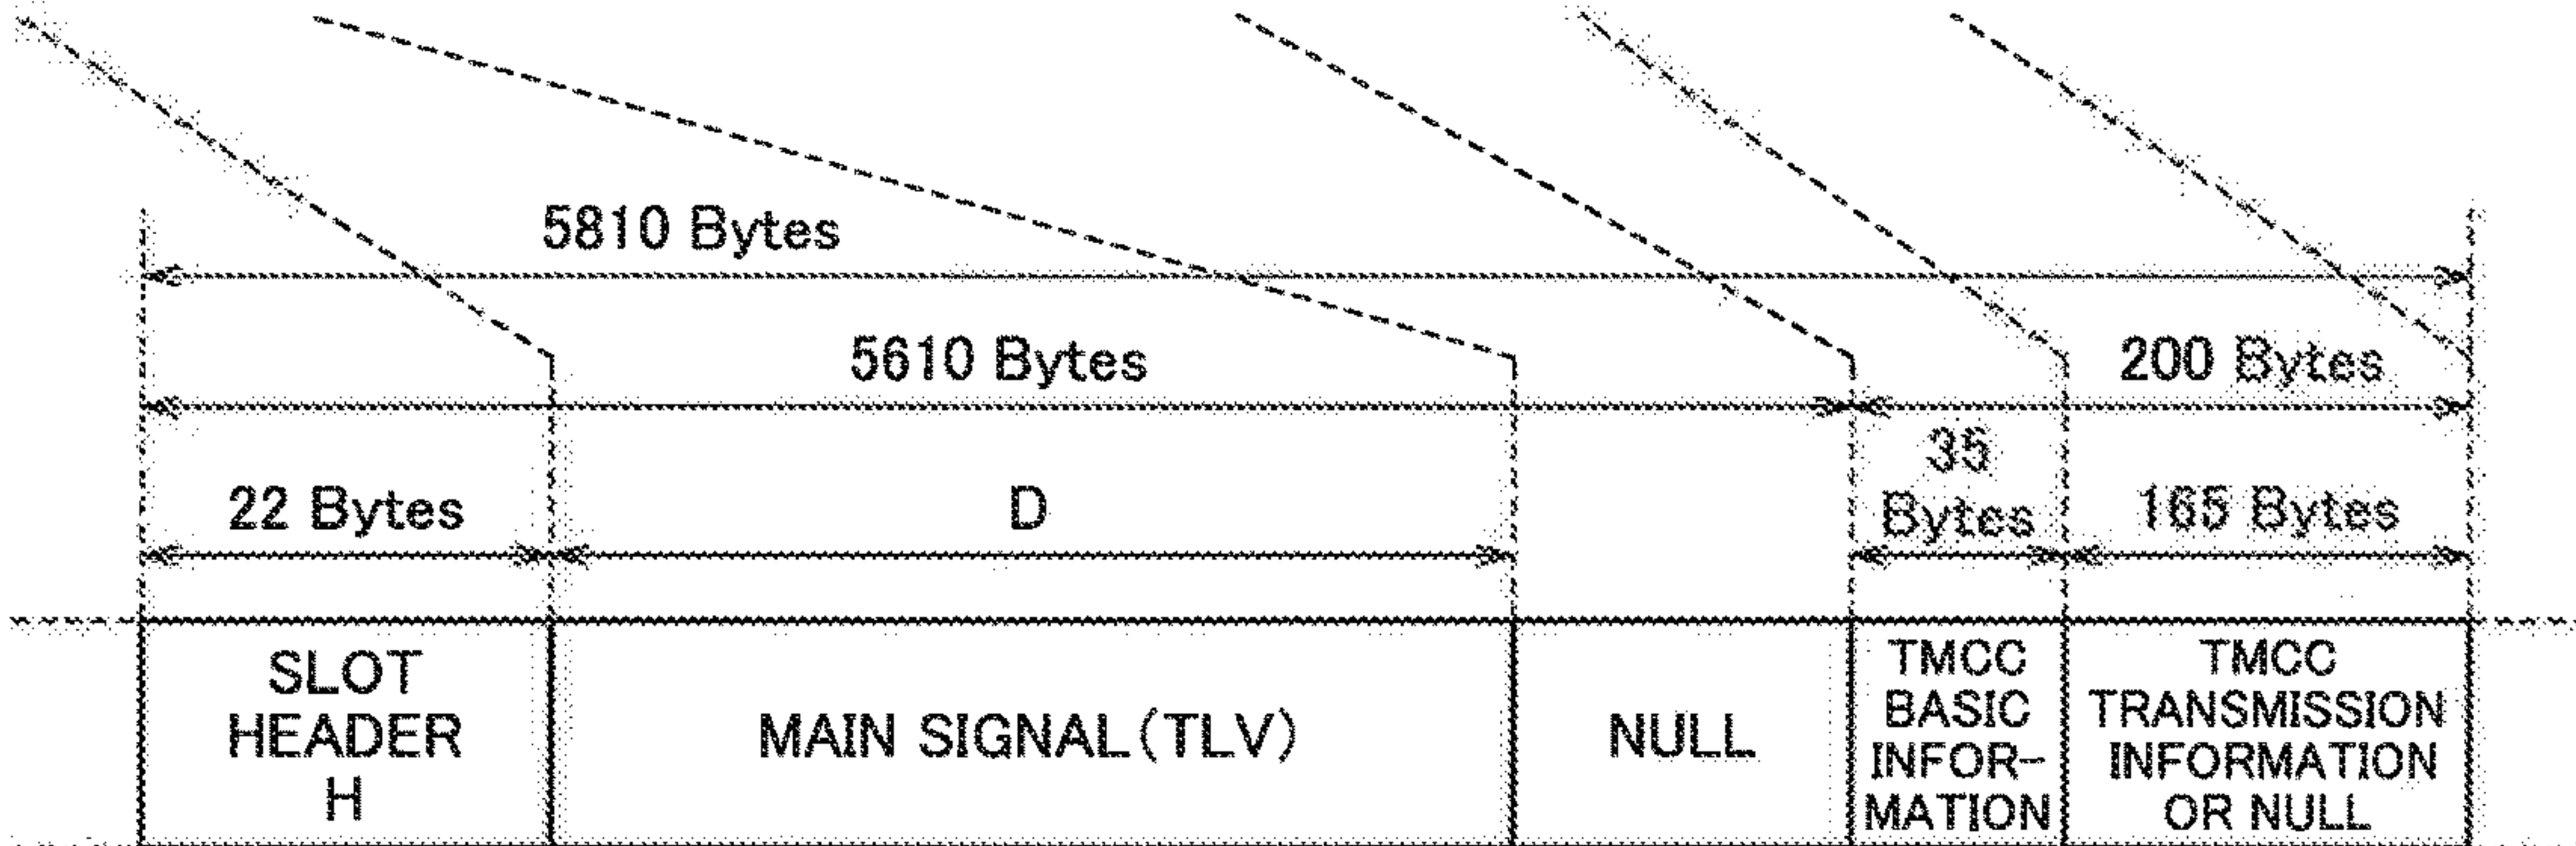 5810 Bytes
5610 Bytes
200 Bytes
22 Bytes
D
35
Bytes
165 Bytes
SLOT
HEADER
H
MAIN SIGNAL(TLV)
NULL
TMCC
BASIC
INFOR-
MATION
TMCC
TRANSMISSION
INFORMATION
OR NULL